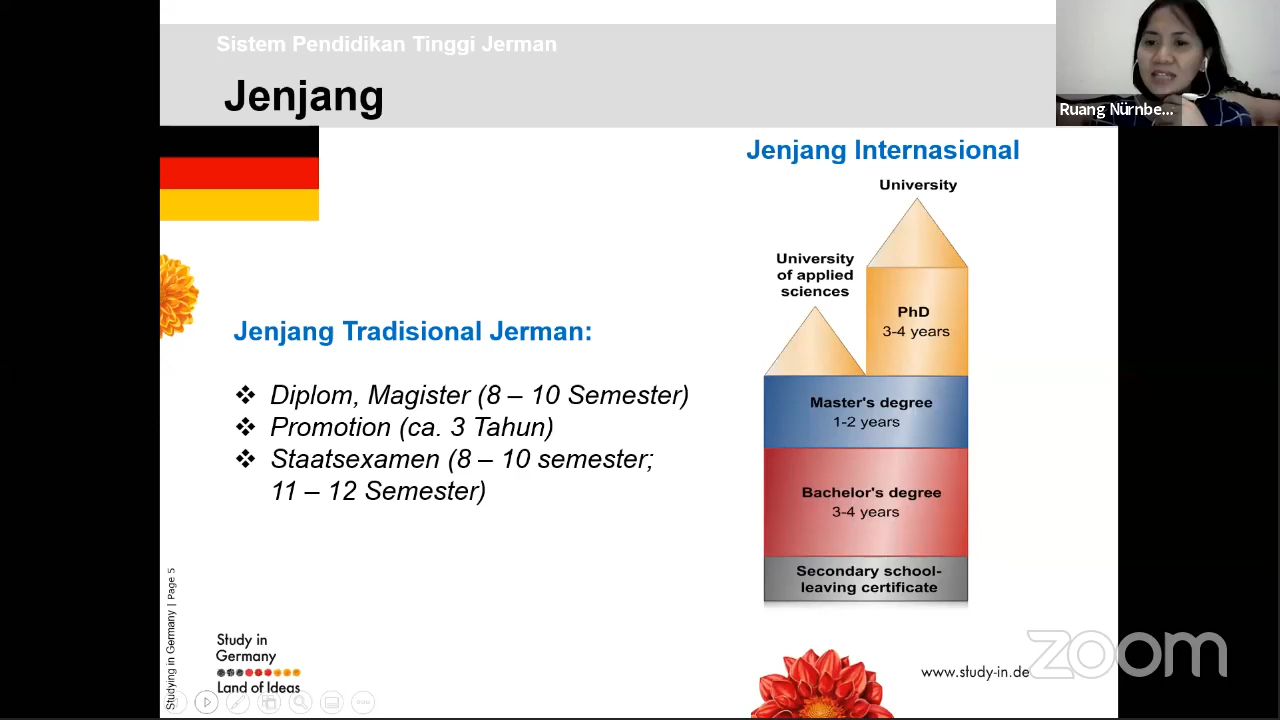 Sistem Pendidikan Tinggi Jerman
Jenjang
Ruang Nürnbe...
Jenjang Internasional
University
University
of applied
sciences
PhD
3-4 years
Master's degree
1-2 years
Bachelor's degree
3-4 years
Secondary school-
leaving certificate
Jenjang Tradisional Jerman:
❖ Diplom, Magister (8 – 10 Semester)
❖ Promotion (ca. 3 Tahun)
❖ Staatsexamen (8 – 10 semester;
11 – 12 Semester)
Studying in Germany | Page 5
Study in
Germany
Land of Ideas
www.study-in.de
zoom